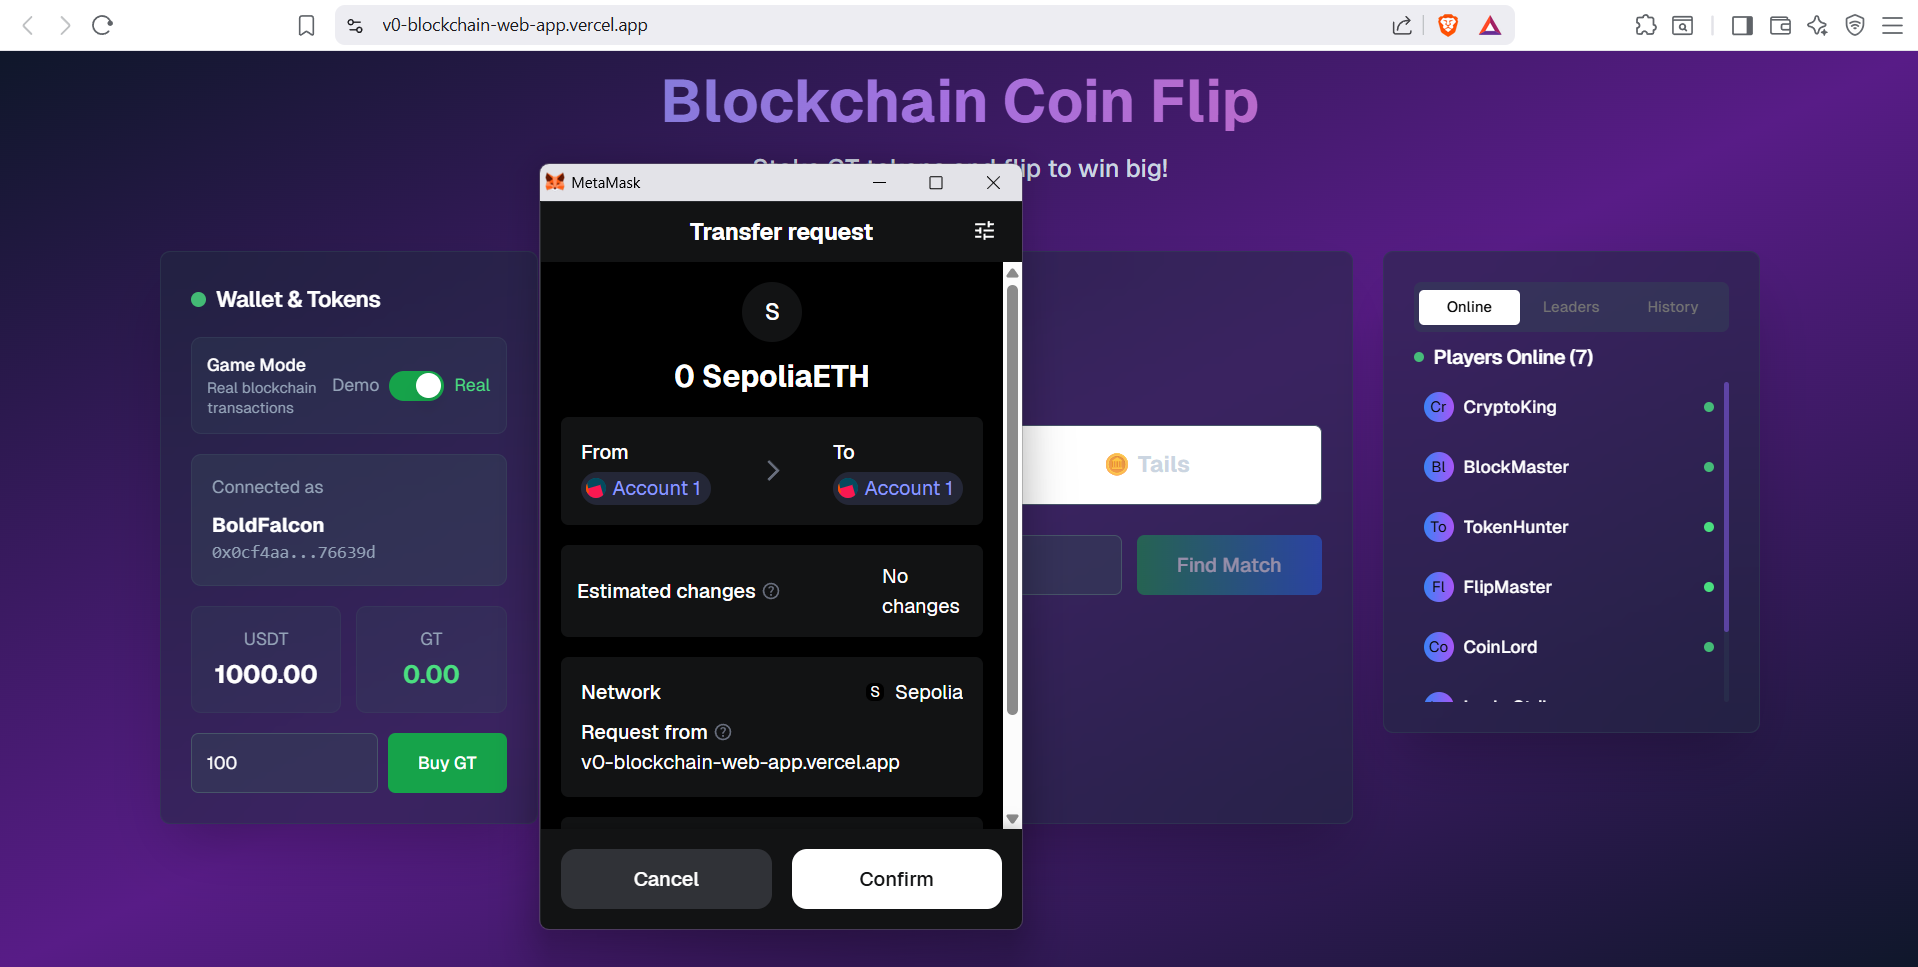 v0-blockchain-web-app.vercel.app
Blockchain Coin Flip
flip to win big!
MetaMask
Transfer request
S
0 SepoliaETH
From
To
Account 1
Account 1
Estimated changes
No
changes
Network
S Sepolia
Request from
v0-blockchain-web-app.vercel.app
Cancel
Confirm
Wallet & Tokens
Game Mode
Real blockchain
transactions
Demo
Real
Connected as
BoldFalcon
0x0cf4aa...76639d
USDT
1000.00
GT
0.00
100
Buy GT
Tails
Find Match
Online
Leaders
History
Players Online (7)
Cr CryptoKing
Bl BlockMaster
To TokenHunter
Fl FlipMaster
Co CoinLord